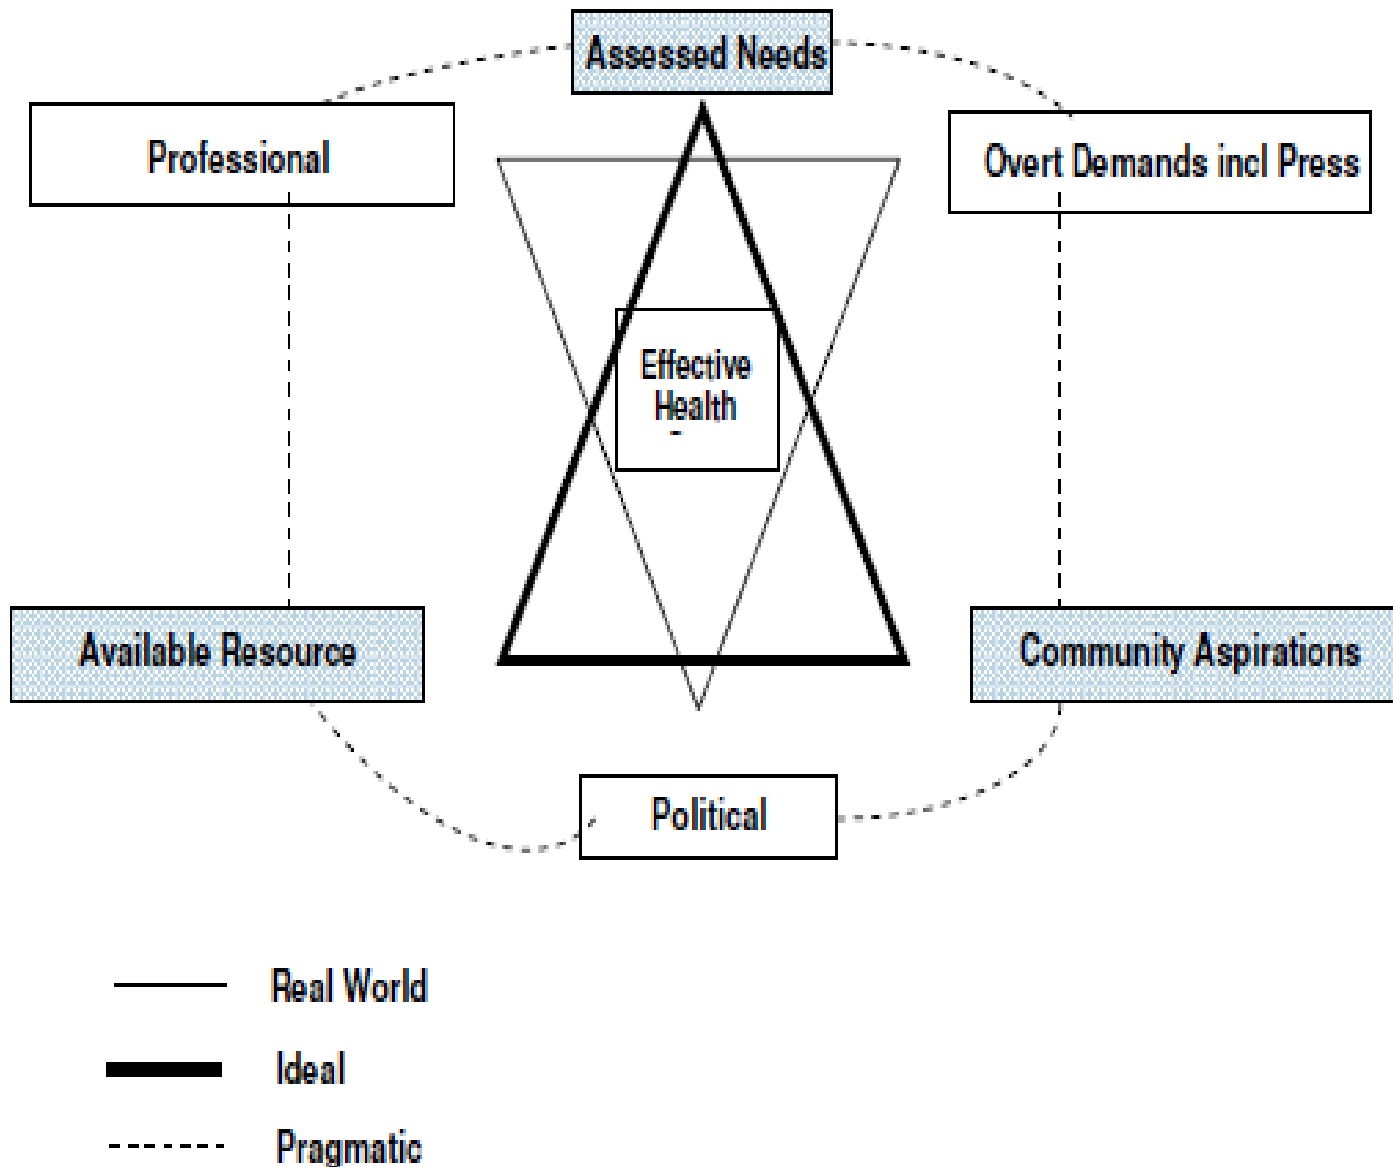 Assessed Needs
Professional
Overt Demands incl Press
Effective
Health
Available Resource
Community Aspirations
Political
Real World
Ideal
Pragmatic